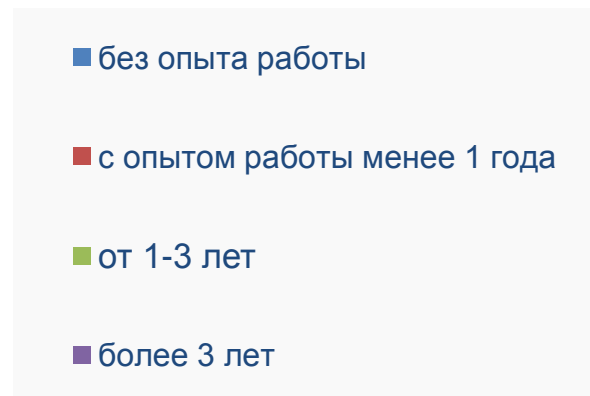 без опыта работы
с опытом работы менее 1 года
от 1-3 лет
более 3 лет